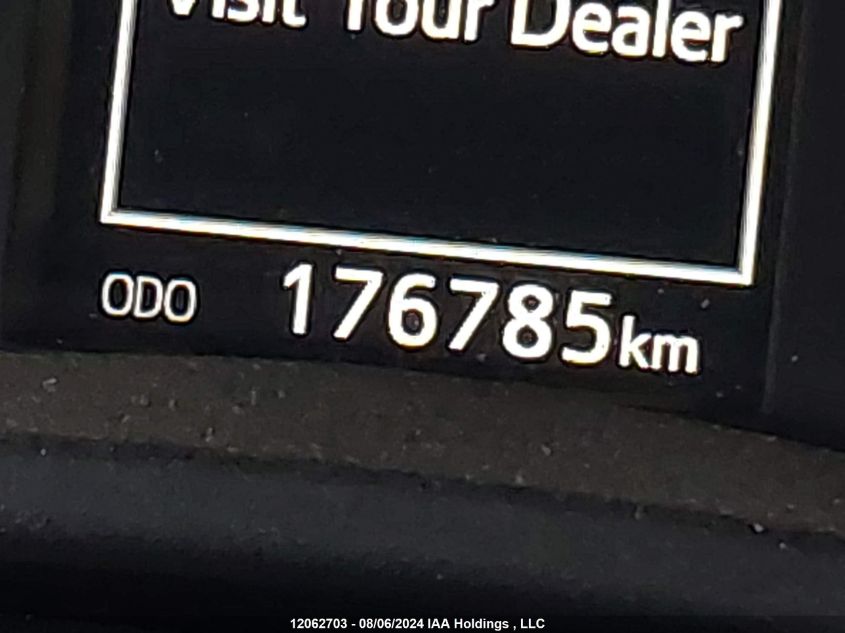 Visit Your Dealer
ODO 176785km
12062703 - 08/06/2024 IAA Holdings , LLC